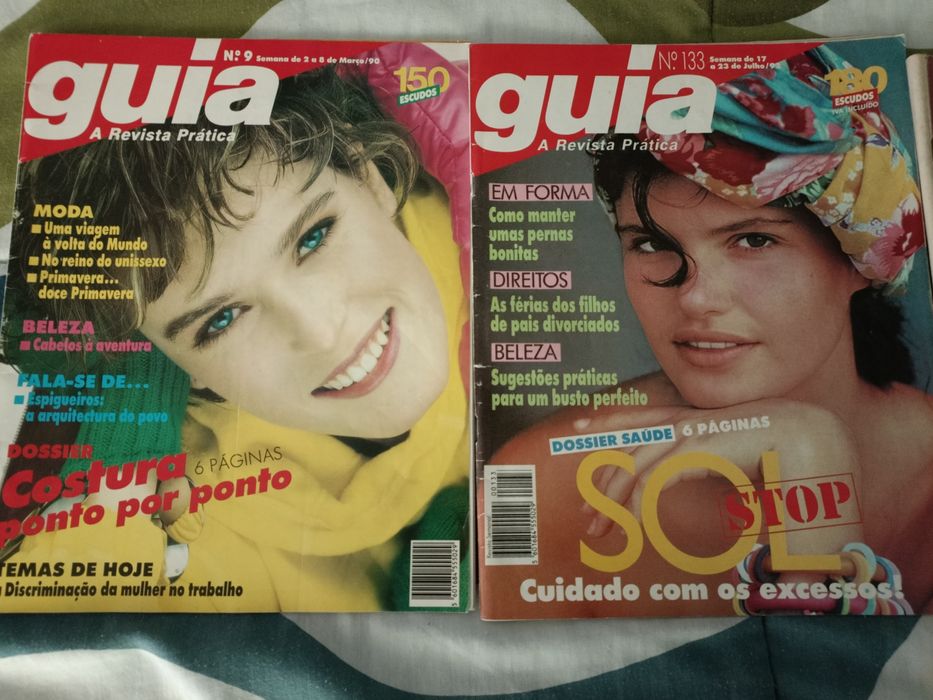 guia
Nº 9 Semana de 2 a 8 de Março/90
150
ESCUDOS
A Revista Prática
MODA
Uma viagem
à volta do Mundo
No reino do unissexo
Primavera...
doce Primavera
BELEZA
Cabelos à aventura
FALA-SE DE...
Espigueiros:
a arquitectura do povo
DOSSIER
Costura 6 PÁGINAS
ponto por ponto
TEMAS DE HOJE
Discriminação da mulher no trabalho
5601684555029
guia
Nº 133 Semana de 17
a 23 de Julho/
ESCUDOS
IVA INCLUÍDO
A Revista Prática
EM FORMA
Como manter
umas pernas
bonitas
DIREITOS
As férias dos filhos
de pais divorciados
BELEZA
Sugestões práticas
para um busto perfeito
DOSSIER SAÚDE 6 PÁGINAS
SOL
STOP
Cuidado com os excessos!
00133
5601684555029